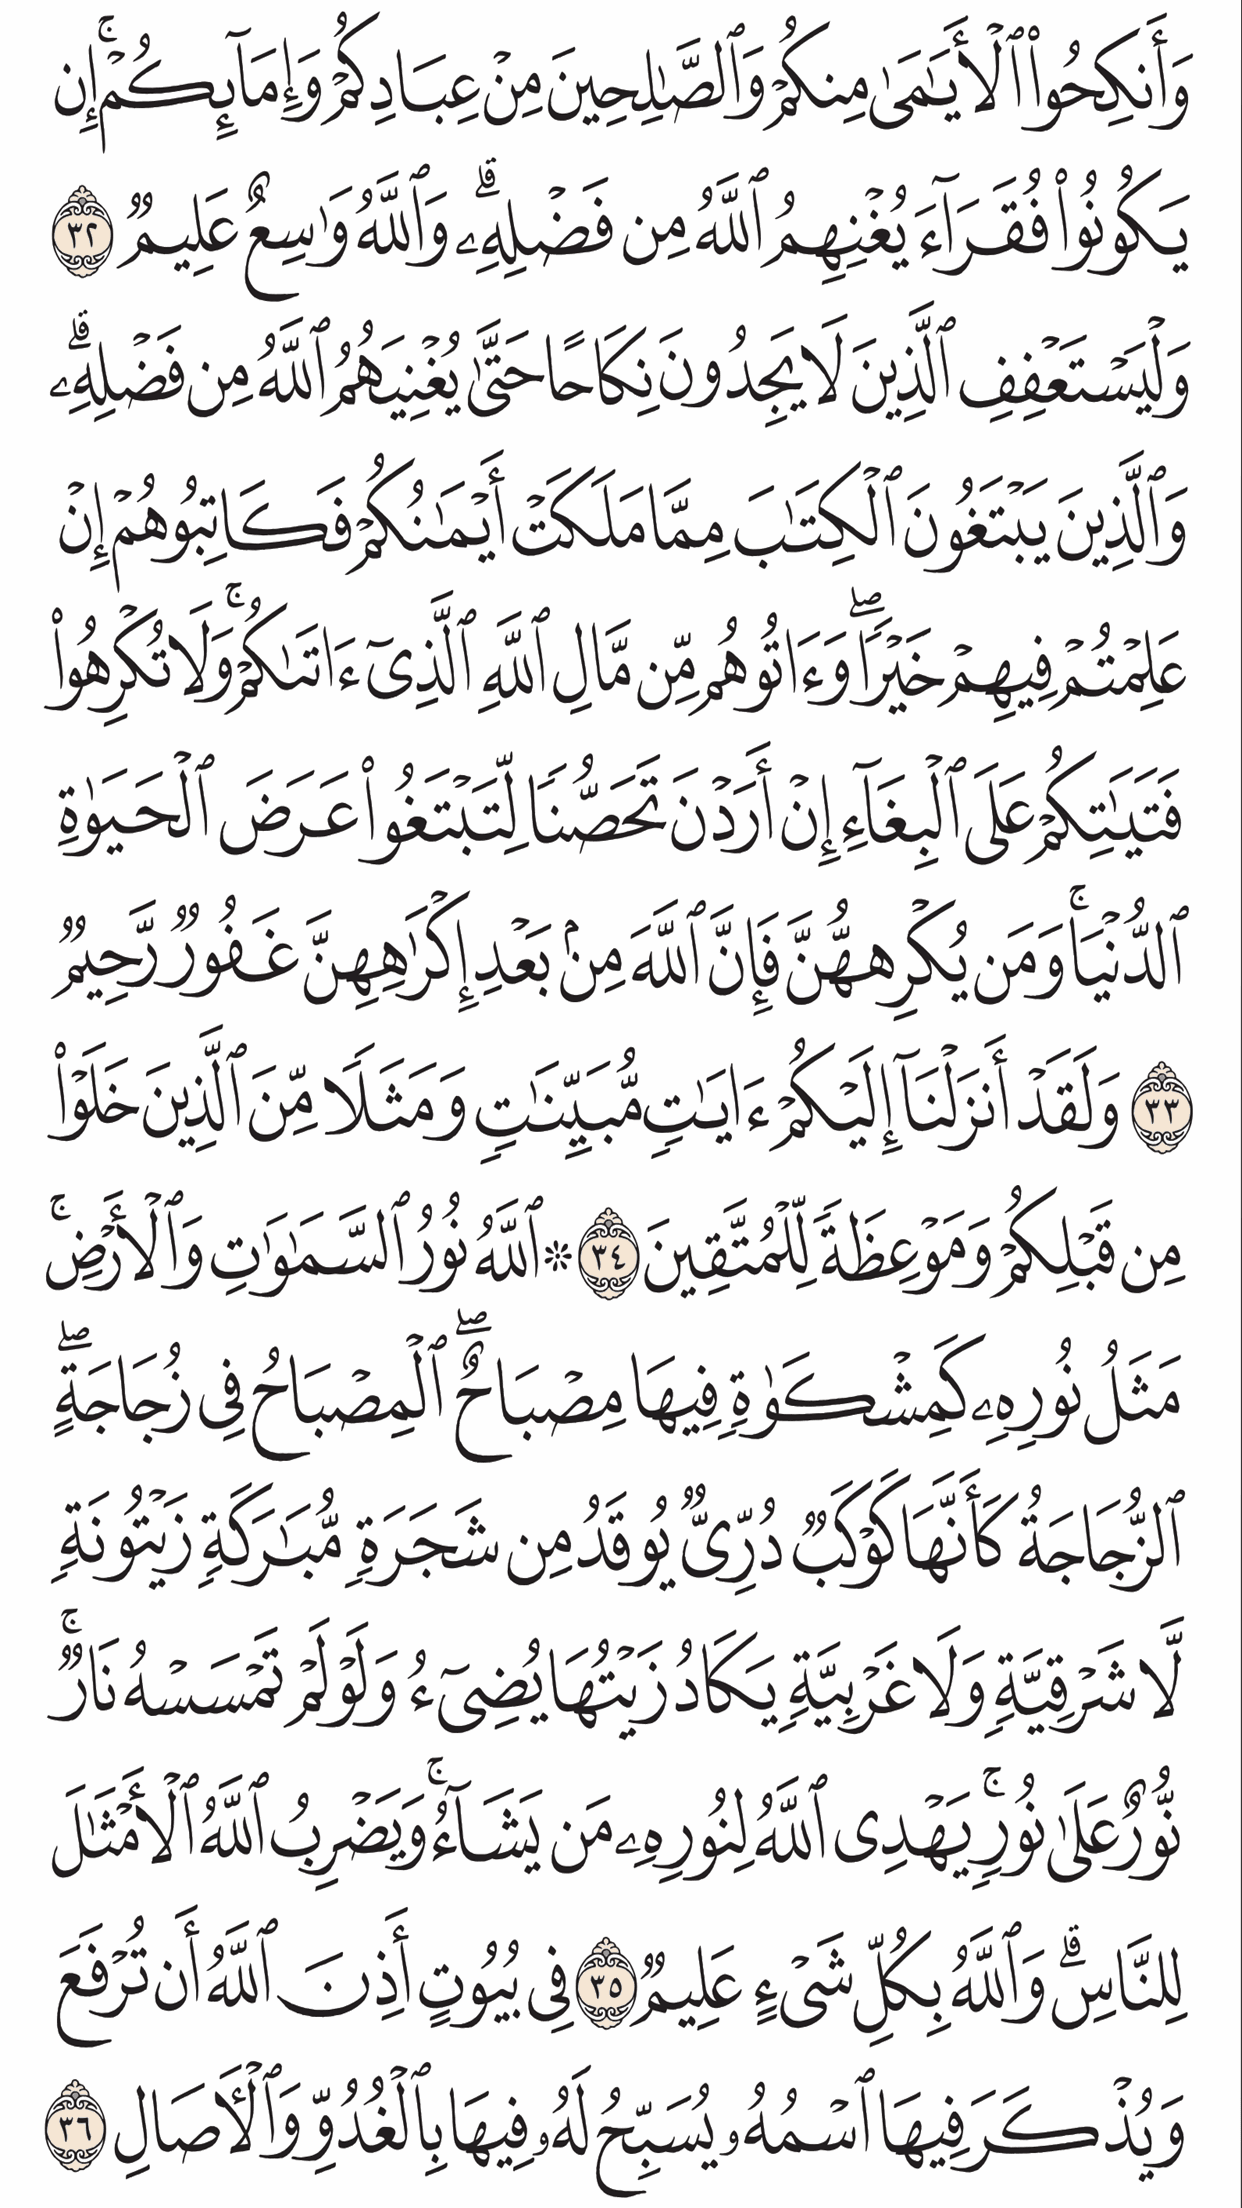 وَأَنكِحُوا۟ ٱلْأَيَـٰمَىٰ مِنكُمْ وَٱلصَّـٰلِحِينَ مِنْ عِبَادِكُمْ وَإِمَآئِكُمْ ۚ إِن
يَكُونُوا۟ فُقَرَآءَ يُغْنِهِمُ ٱللَّهُ مِن فَضْلِهِۦ ۗ وَٱللَّهُ وَٰسِعٌ عَلِيمٌ ٣٢
وَلْيَسْتَعْفِفِ ٱلَّذِينَ لَا يَجِدُونَ نِكَاحًا حَتَّىٰ يُغْنِيَهُمُ ٱللَّهُ مِن فَضْلِهِۦ ۗ
وَٱلَّذِينَ يَبْتَغُونَ ٱلْكِتَـٰبَ مِمَّا مَلَكَتْ أَيْمَـٰنُكُمْ فَكَاتِبُوهُمْ إِنْ
عَلِمْتُمْ فِيهِمْ خَيْرًا ۖ وَءَاتُوهُم مِّن مَّالِ ٱللَّهِ ٱلَّذِىٓ ءَاتَىٰكُمْ ۚ وَلَا تُكْرِهُوا۟
فَتَيَـٰتِكُمْ عَلَى ٱلْبِغَآءِ إِنْ أَرَدْنَ تَحَصُّنًا لِّتَبْتَغُوا۟ عَرَضَ ٱلْحَيَوٰةِ
ٱلدُّنْيَا ۚ وَمَن يُكْرِههُّنَّ فَإِنَّ ٱللَّهَ مِنۢ بَعْدِ إِكْرَٰهِهِنَّ غَفُورٌ رَّحِيمٌ
٣٣ وَلَقَدْ أَنزَلْنَآ إِلَيْكُمْ ءَايَـٰتٍ مُّبَيِّنَـٰتٍ وَمَثَلًا مِّنَ ٱلَّذِينَ خَلَوْا۟
مِن قَبْلِكُمْ وَمَوْعِظَةً لِّلْمُتَّقِينَ ٣٤ ۞ ٱللَّهُ نُورُ ٱلسَّمَـٰوَٰتِ وَٱلْأَرْضِ ۚ
مَثَلُ نُورِهِۦ كَمِشْكَوٰةٍ فِيهَا مِصْبَاحٌ ۖ ٱلْمِصْبَاحُ فِى زُجَاجَةٍ ۖ
ٱلزُّجَاجَةُ كَأَنَّهَا كَوْكَبٌ دُرِّىٌّ يُوقَدُ مِن شَجَرَةٍ مُّبَـٰرَكَةٍ زَيْتُونَةٍ
لَّا شَرْقِيَّةٍ وَلَا غَرْبِيَّةٍ يَكَادُ زَيْتُهَا يُضِىٓءُ وَلَوْ لَمْ تَمْسَسْهُ نَارٌ ۚ
نُّورٌ عَلَىٰ نُورٍ ۚ يَهْدِى ٱللَّهُ لِنُورِهِۦ مَن يَشَآءُ ۚ وَيَضْرِبُ ٱللَّهُ ٱلْأَمْثَـٰلَ
لِلنَّاسِ ۗ وَٱللَّهُ بِكُلِّ شَىْءٍ عَلِيمٌ ٣٥ فِى بُيُوتٍ أَذِنَ ٱللَّهُ أَن تُرْفَعَ
وَيُذْكَرَ فِيهَا ٱسْمُهُۥ يُسَبِّحُ لَهُۥ فِيهَا بِٱلْغُدُوِّ وَٱلْـَٔاصَالِ ٣٦